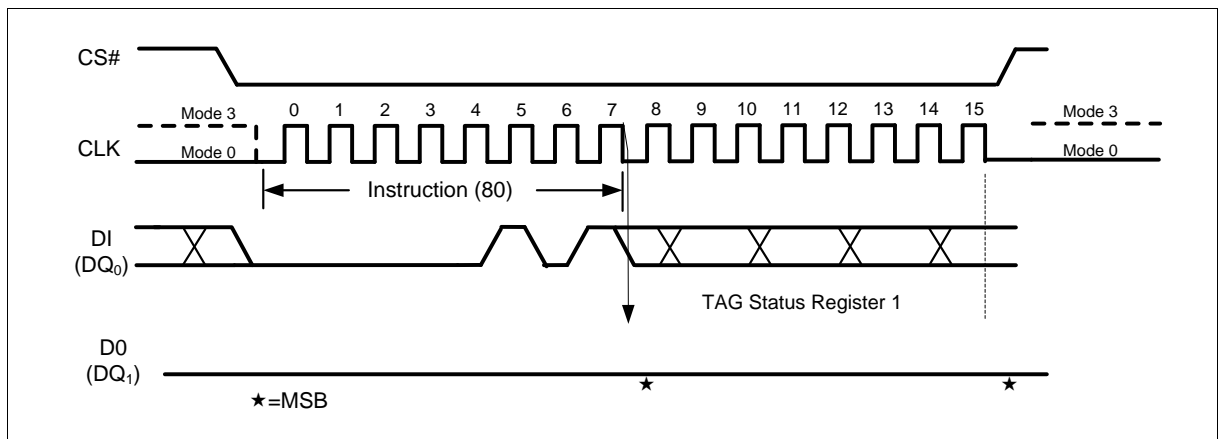 CS#
Mode 3
0 1 2 3 4 5 6 7 8 9 10 11 12 13 14 15
Mode 3
CLK
Mode 0
Mode 0
Instruction (80)
DI
(DQ₀)
TAG Status Register 1
D0
(DQ₁)
★=MSB